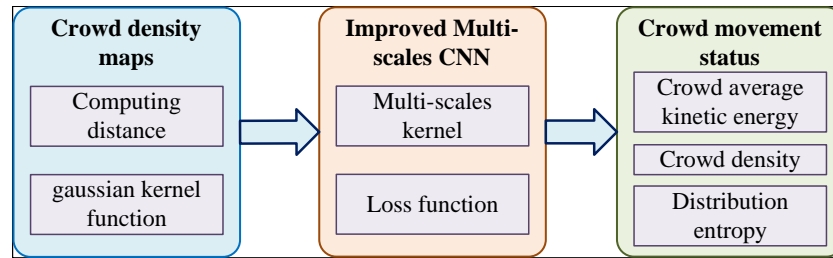 Crowd density
maps
Computing
distance
gaussian kernel
function
Improved Multi-
scales CNN
Multi-scales
kernel
Loss function
Crowd movement
status
Crowd average
kinetic energy
Crowd density
Distribution
entropy